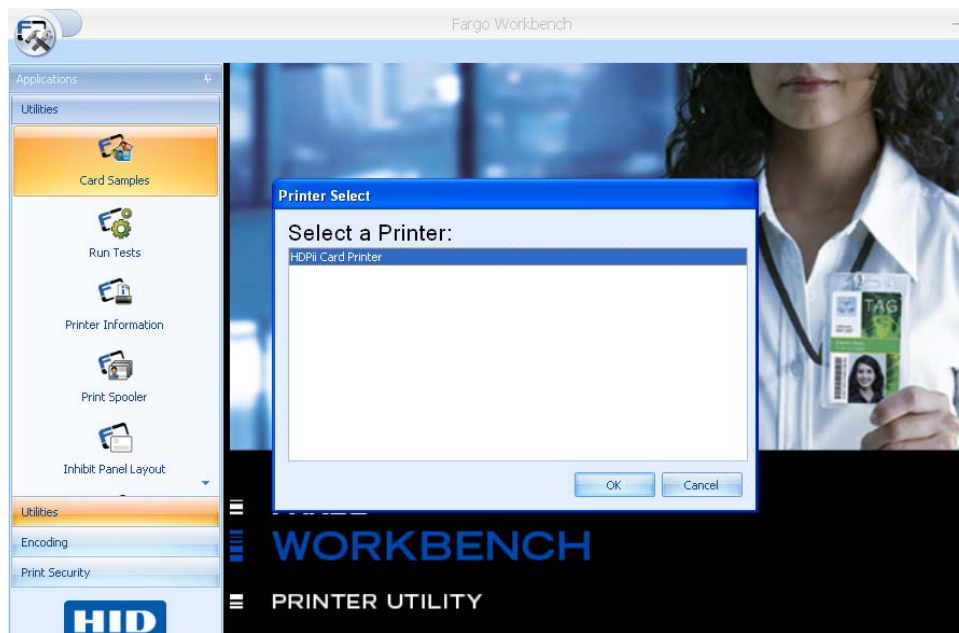 Fargo Workbench
Applications
Utilities
Card Samples
Run Tests
Printer Information
Print Spooler
Inhibit Panel Layout
Utilities
Encoding
Print Security
HID
Printer Select
Select a Printer:
HDPii Card Printer
OK Cancel
TAG
WORKBENCH
PRINTER UTILITY